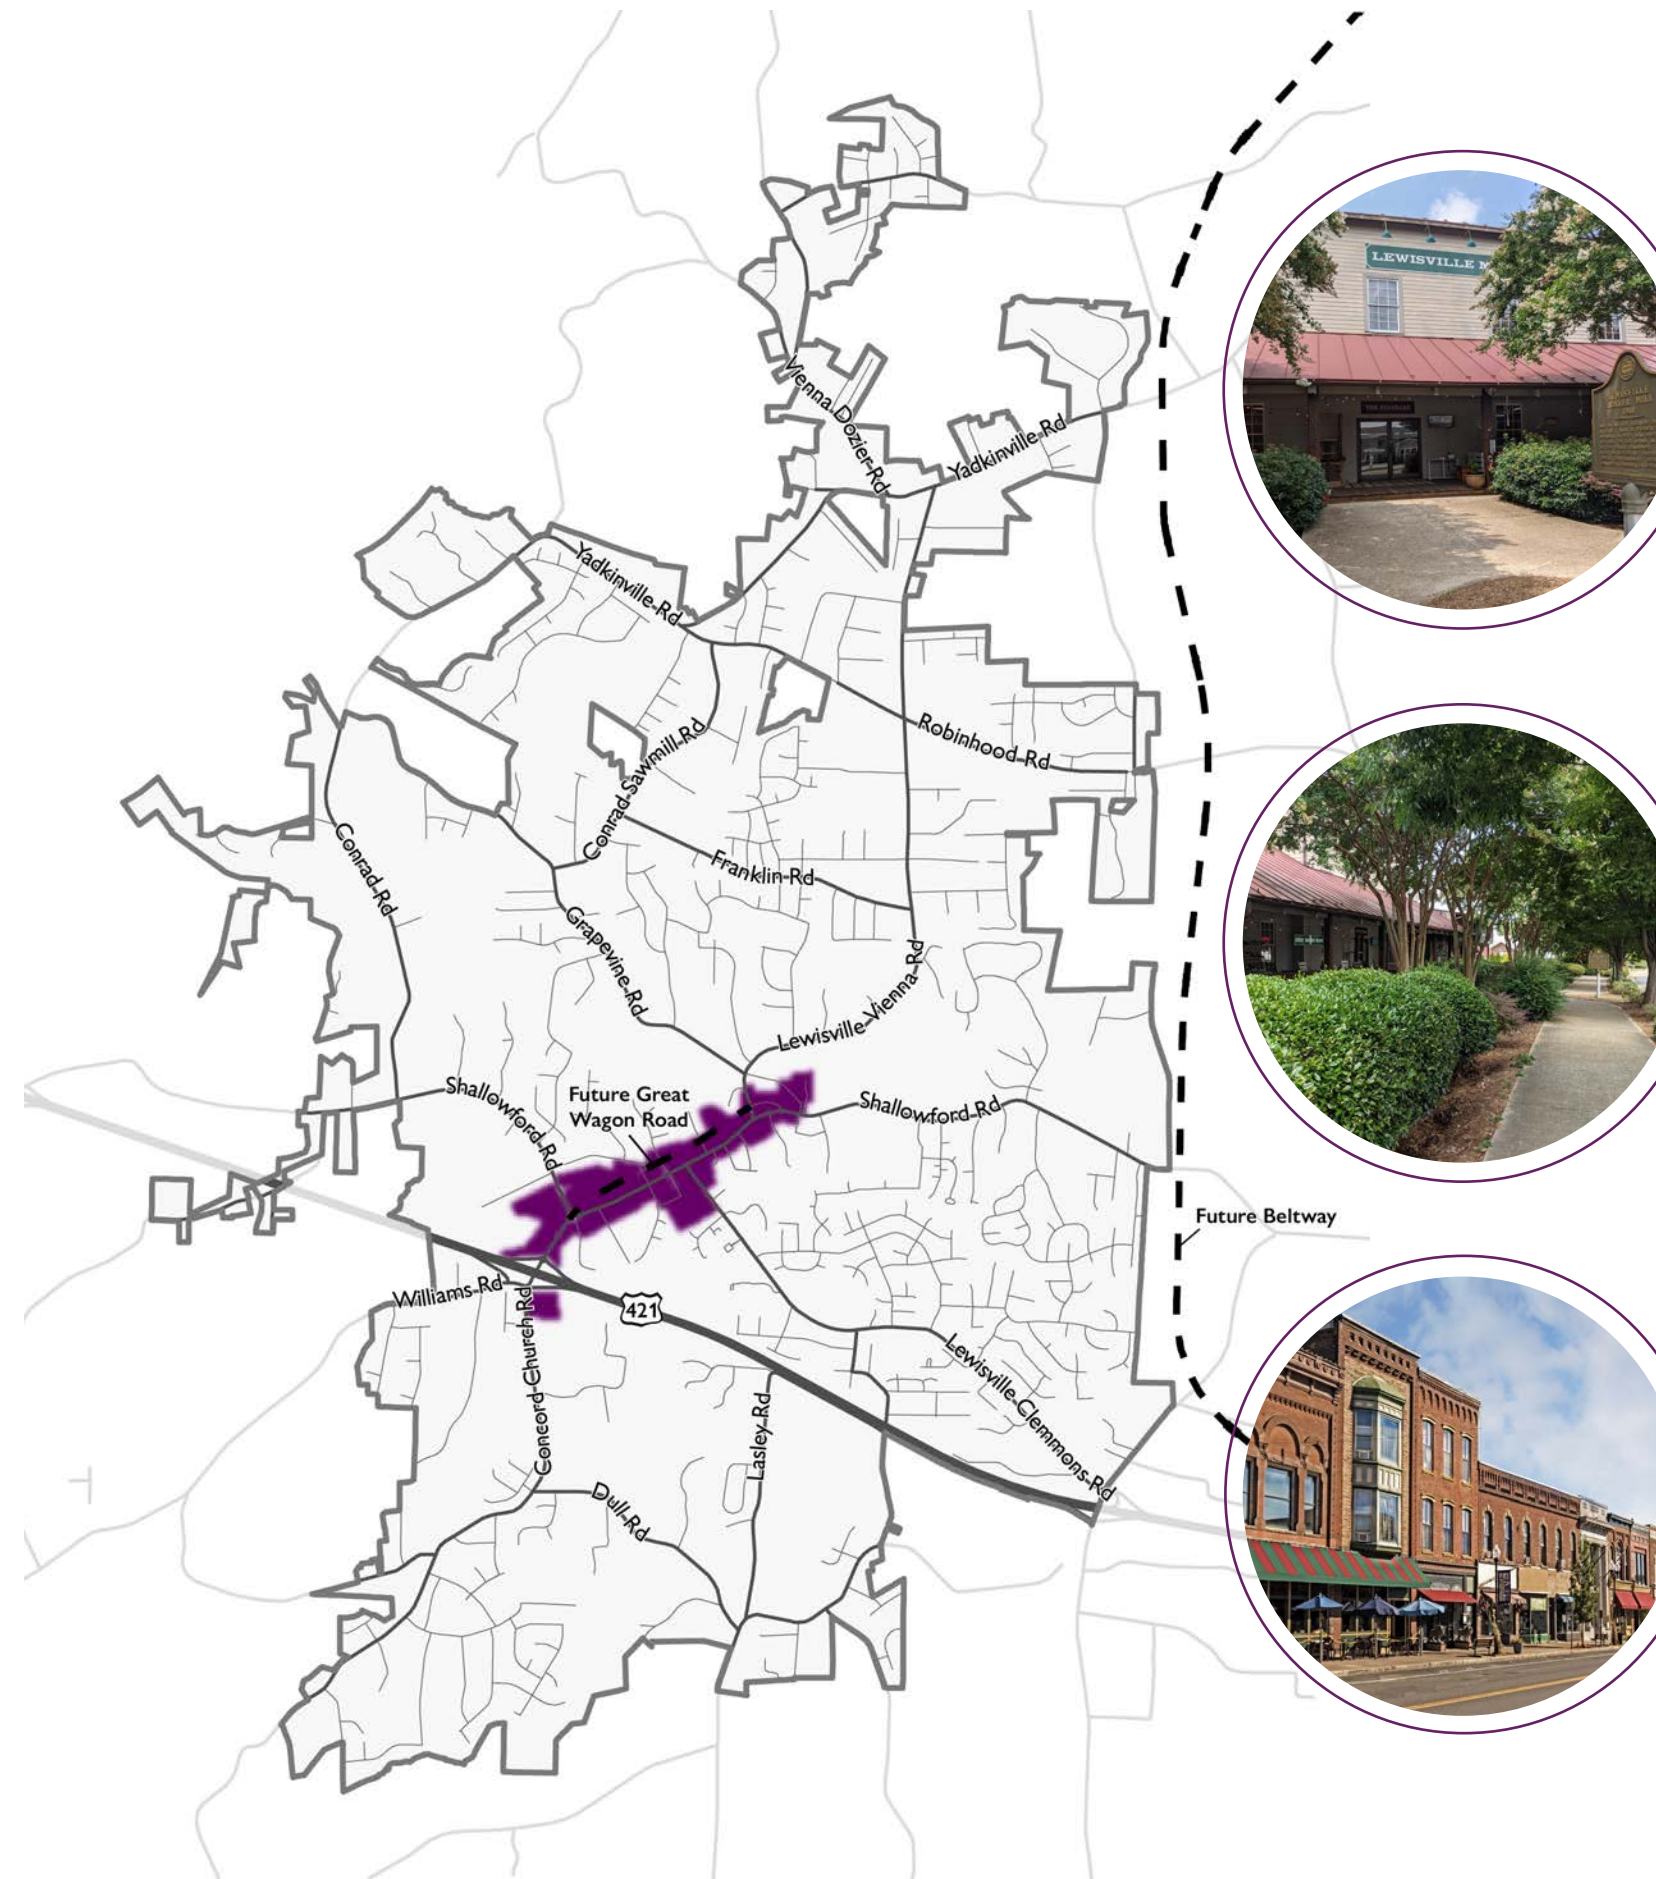 LEWISVILLE
Vienna Dozier Rd
Yadkinville Rd
Yadkinville Rd
Robinhood Rd
Conrad Sawmill Rd
Conrad Rd
Franklin Rd
Grapevine Rd
Lewisville Vienna Rd
Shallowford Rd
Future Great
Wagon Road
Shallowford Rd
Future Beltway
Williams Rd
421
Concord Church Rd
Lewisville Clemmons Rd
Lasley Rd
Dull Rd